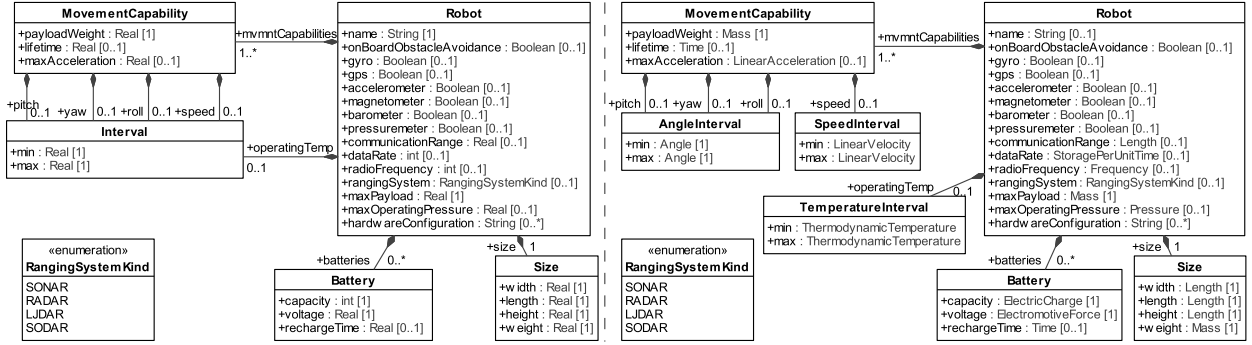 MovementCapability
+payloadWeight : Real [1]
+lifetime : Real [0..1]
+maxAcceleration : Real [0..1]
+mvmntCapabilities
1..*
Robot
+name : String [1]
+onBoardObstacleAvoidance : Boolean [0..1]
+gyro : Boolean [0..1]
+gps : Boolean [0..1]
+accelerometer : Boolean [0..1]
+magnetometer : Boolean [0..1]
+barometer : Boolean [0..1]
+pressuremeter : Boolean [0..1]
+communicationRange : Real [0..1]
+dataRate : int [0..1]
+radioFrequency : int [0..1]
+rangingSystem : RangingSystemKind [0..1]
+maxPayload : Real [1]
+maxOperatingPressure : Real [0..1]
+hardwareConfiguration : String [0..*]
+pitch 0..1 +yaw 0..1 +roll 0..1 +speed 0..1
Interval
+min : Real [1]
+max : Real [1]
+operatingTemp
0..1
«enumeration»
RangingSystemKind
SONAR
RADAR
LJDAR
SODAR
+batteries 0..*
Battery
+capacity : int [1]
+voltage : Real [1]
+rechargeTime : Real [0..1]
+size 1
Size
+width : Real [1]
+length : Real [1]
+height : Real [1]
+weight : Real [1]
MovementCapability
+payloadWeight : Mass [1]
+lifetime : Time [0..1]
+maxAcceleration : LinearAcceleration [0..1]
+mvmntCapabilities
1..*
Robot
+name : String [1]
+onBoardObstacleAvoidance : Boolean [0..1]
+gyro : Boolean [0..1]
+gps : Boolean [0..1]
+accelerometer : Boolean [0..1]
+magnetometer : Boolean [0..1]
+barometer : Boolean [0..1]
+pressuremeter : Boolean [0..1]
+communicationRange : Length [0..1]
+dataRate : StoragePerUnitTime [0..1]
+radioFrequency : Frequency [0..1]
+rangingSystem : RangingSystemKind [0..1]
+maxPayload : Mass [1]
+maxOperatingPressure : Pressure [0..1]
+hardwareConfiguration : String [0..*]
+pitch 0..1 +yaw 0..1 +roll 0..1 +speed 0..1
AngleInterval
+min : Angle [1]
+max : Angle [1]
SpeedInterval
+min : LinearVelocity
+max : LinearVelocity
+operatingTemp 0..1
TemperatureInterval
+min : ThermodynamicTemperature
+max : ThermodynamicTemperature
«enumeration»
RangingSystemKind
SONAR
RADAR
LJDAR
SODAR
+batteries 0..*
Battery
+capacity : ElectricCharge [1]
+voltage : ElectromotiveForce [1]
+rechargeTime : Time [0..1]
+size 1
Size
+width : Length [1]
+length : Length [1]
+height : Length [1]
+weight : Mass [1]